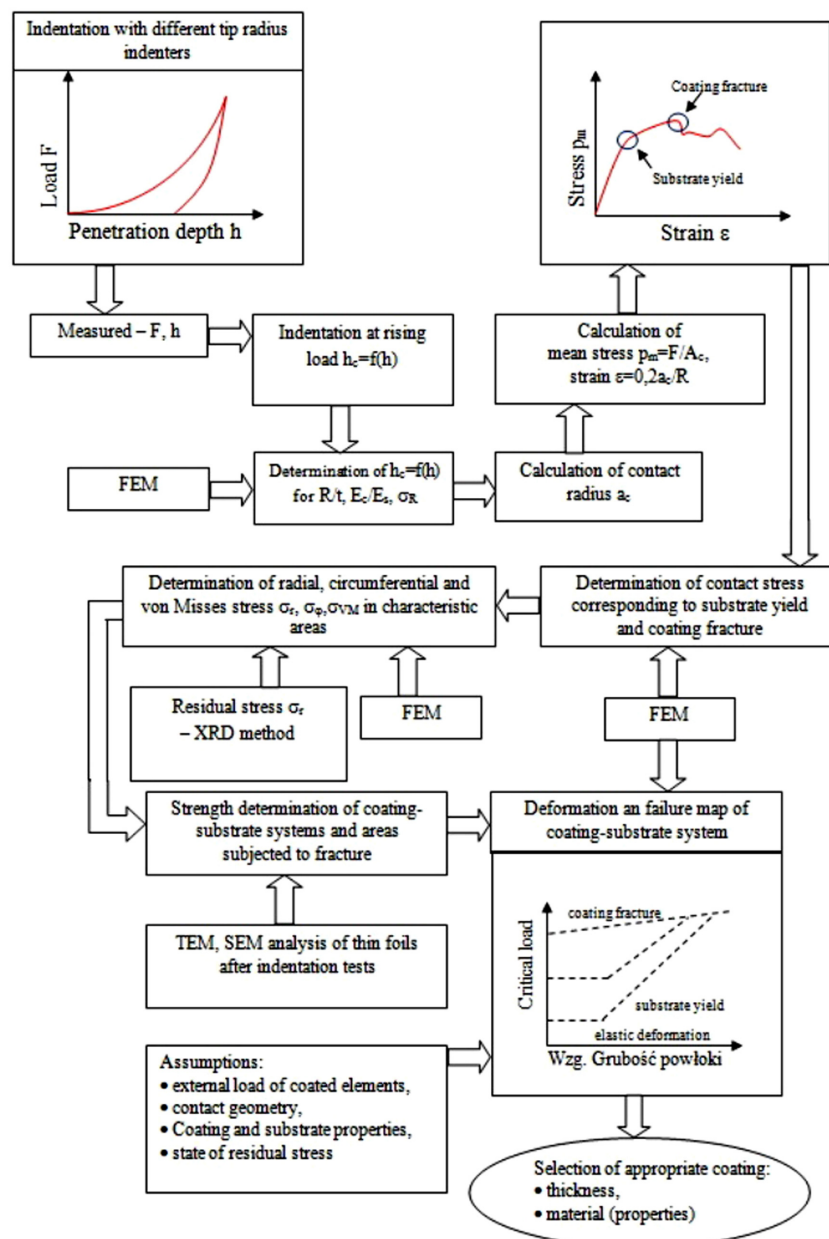 Indentation with different tip radius
indenters
Load F
Penetration depth h
Coating fracture
Substrate yield
Stress pₘ
Strain ε
Measured – F, h
Indentation at rising
load h꜀=f(h)
Calculation of
mean stress pₘ=F/A꜀,
strain ε=0,2a꜀/R
FEM
Determination of h꜀=f(h)
for R/t, E꜀/Eₛ, σR
Calculation of contact
radius a꜀
Determination of radial, circumferential and
von Misses stress σᵣ, σᵩ,σVM in characteristic
areas
Determination of contact stress
corresponding to substrate yield
and coating fracture
Residual stress σᵣ
– XRD method
FEM
FEM
Strength determination of coating-
substrate systems and areas
subjected to fracture
Deformation an failure map of
coating-substrate system
TEM, SEM analysis of thin foils
after indentation tests
Critical load
coating fracture
substrate yield
elastic deformation
Wzg. Grubość powłoki
Assumptions:
• external load of coated elements,
• contact geometry,
• Coating and substrate properties,
• state of residual stress
Selection of appropriate coating:
• thickness,
• material (properties)